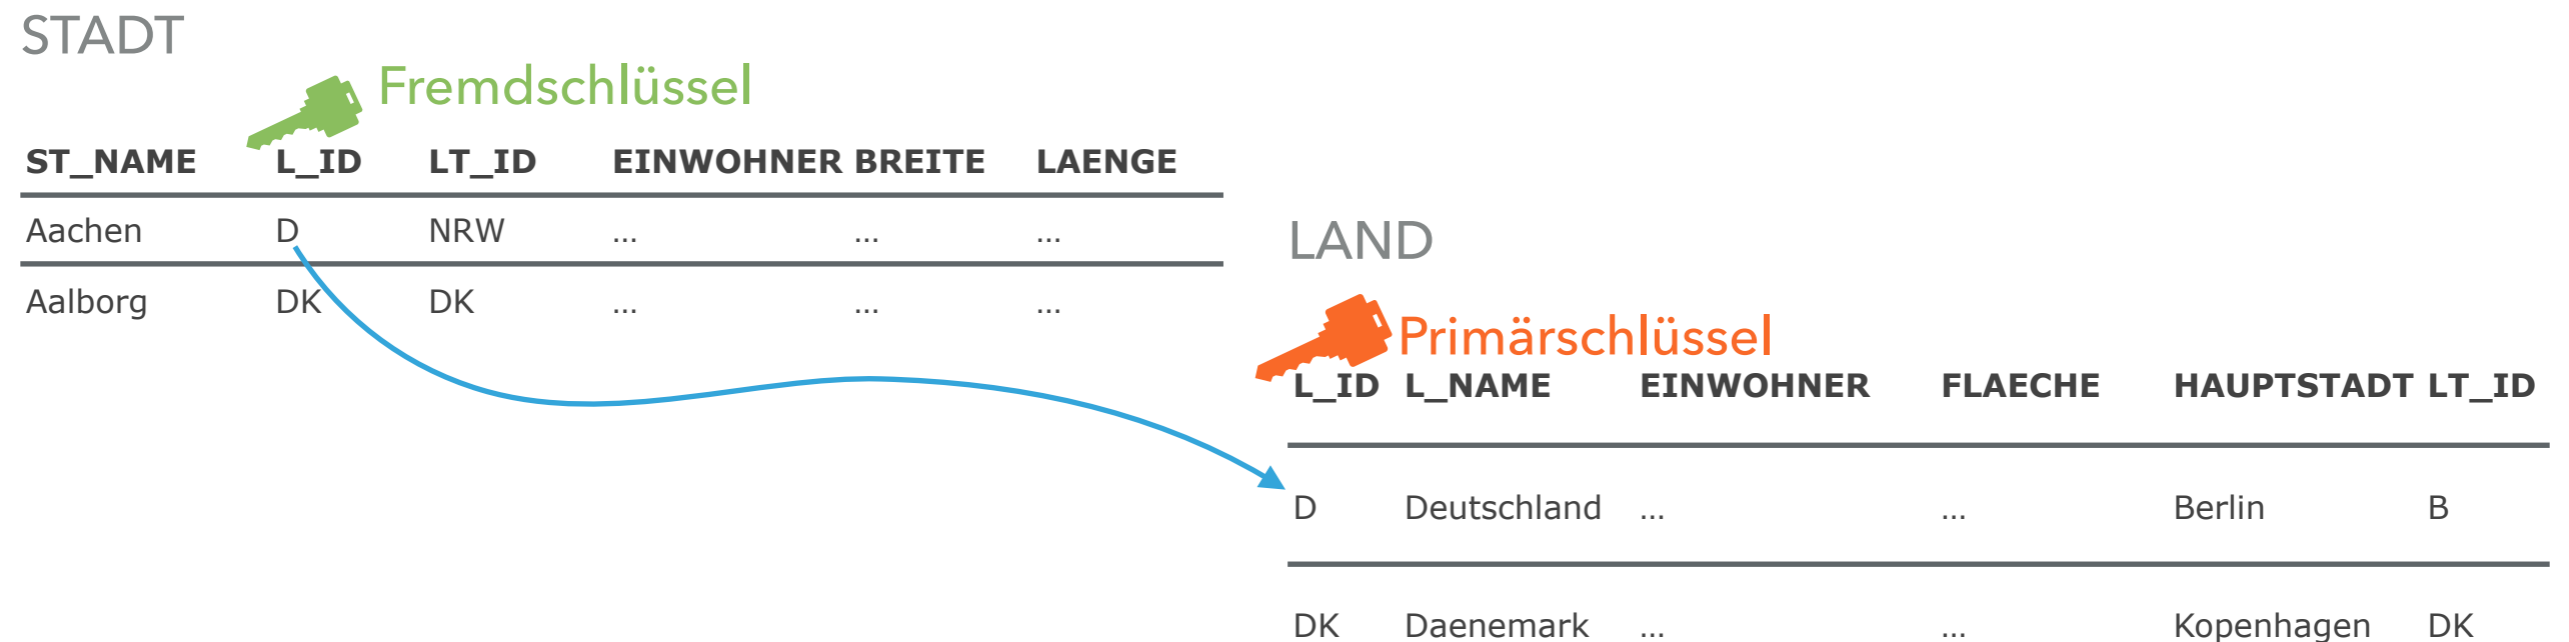 STADT
Fremdschlüssel
ST_NAME L_ID LT_ID EINWOHNER BREITE LAENGE
Aachen D NRW … … …
Aalborg DK DK … … …
LAND
Primärschlüssel
L_ID L_NAME EINWOHNER FLAECHE HAUPTSTADT LT_ID
D Deutschland … … Berlin B
DK Daenemark … … Kopenhagen DK